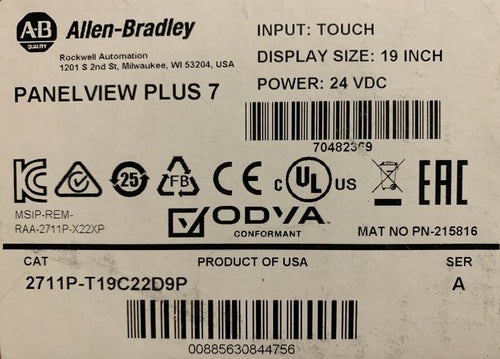 A·B
QUALITY
Allen-Bradley
Rockwell Automation
1201 S 2nd St, Milwaukee, WI 53204, USA
PANELVIEW PLUS 7
INPUT: TOUCH
DISPLAY SIZE: 19 INCH
POWER: 24 VDC
70482369
25
FB
CE
C UL US
EAC
MSIP-REM-
RAA-2711P-X22XP
ODVA
CONFORMANT
MAT NO PN-215816
CAT
PRODUCT OF USA
SER
2711P-T19C22D9P
A
00885630844756